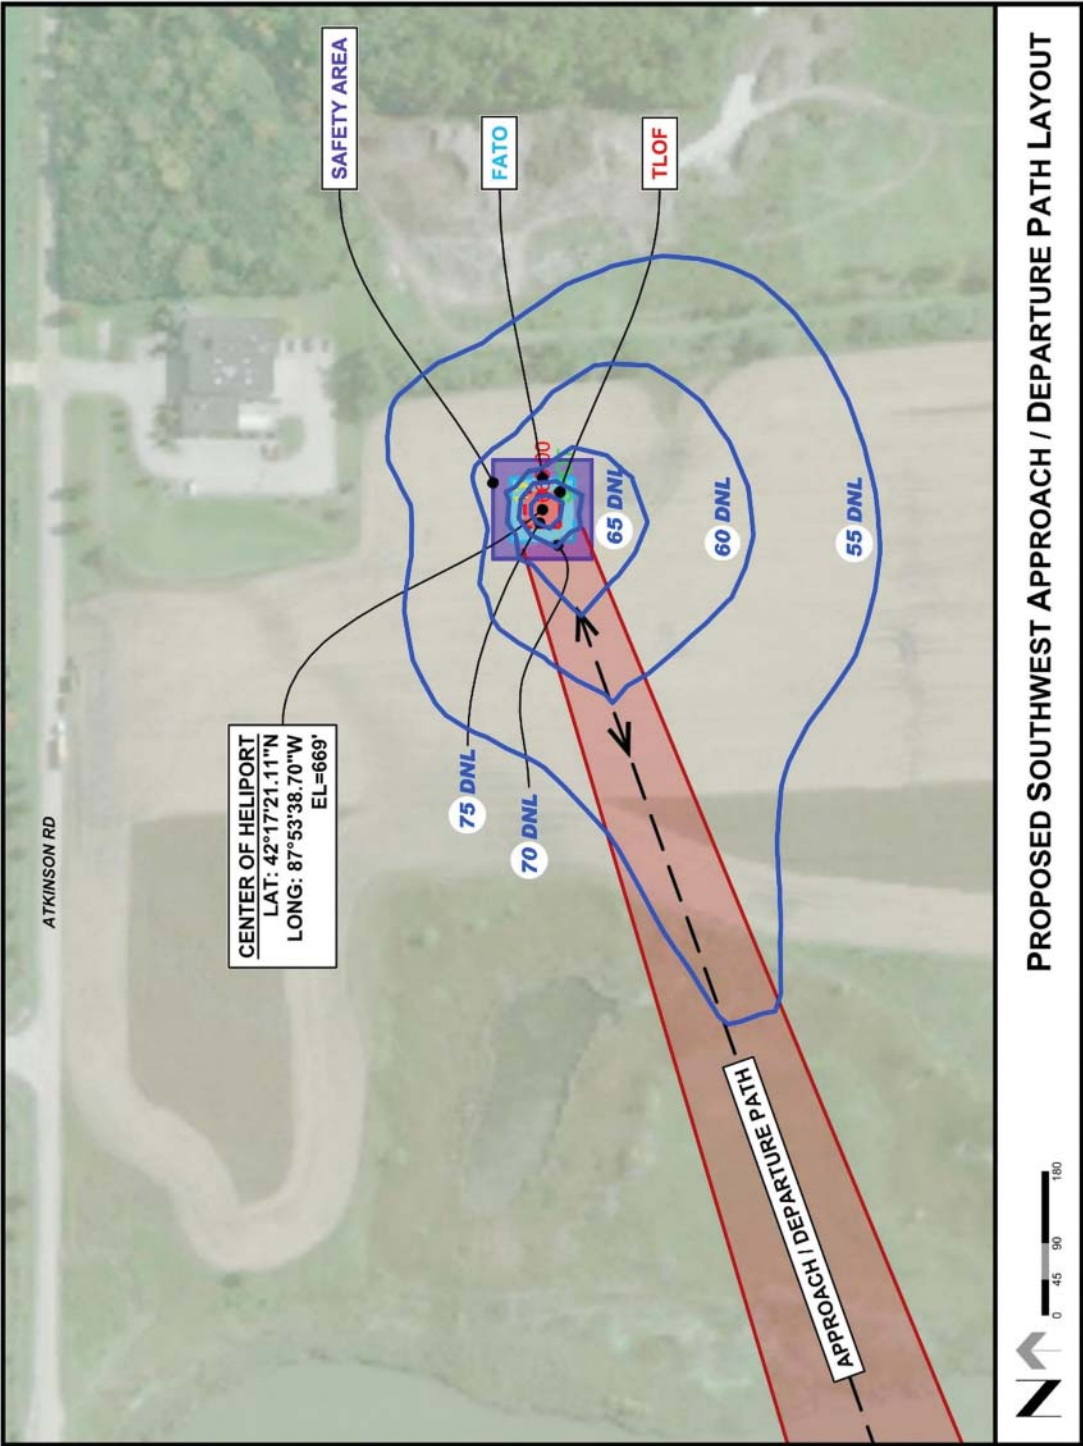 ATKINSON RD
SAFETY AREA
FATO
TLOF
CENTER OF HELIPORT
LAT: 42°17'21.11"N
LONG: 87°53'38.70"W
EL=669'
75 DNL
70 DNL
65 DNL
60 DNL
55 DNL
APPROACH / DEPARTURE PATH
N
0 45 90 180
PROPOSED SOUTHWEST APPROACH / DEPARTURE PATH LAYOUT